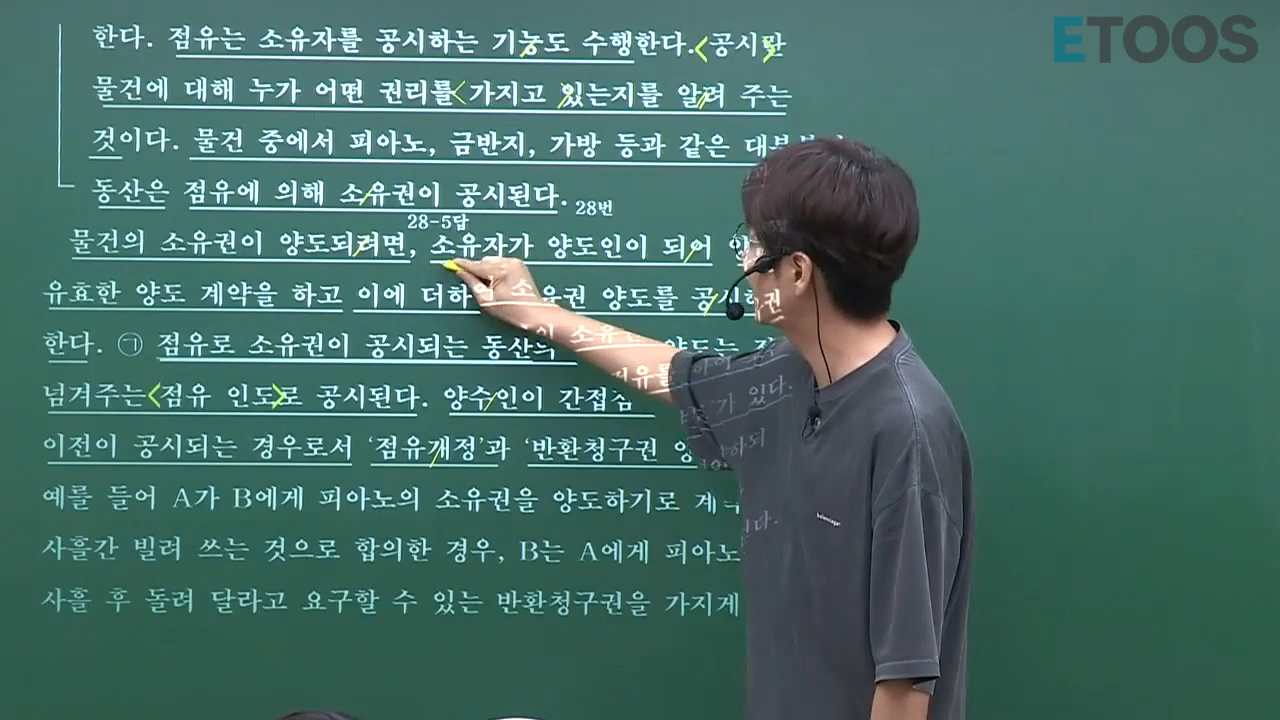 ETOOS
한다. 점유는 소유자를 공시하는 기능도 수행한다. <공시란>
물건에 대해 누가 어떤 권리를 <가지고 있는지를 알려 주는
것이다. 물건 중에서 피아노, 금반지, 가방 등과 같은
동산은 점유에 의해 소유권이 공시된다. 28번
28-5답
물건의 소유권이 양도되려면, 소유자가 양도인이 되어
유효한 양도 계약을 하고 이에 더하여 소유권 양도를
한다. ㉠ 점유로 소유권이 공시되는 동산의 양도는
넘겨주는 <점유 인도>로 공시된다. 양수인이 간접점
이전이 공시되는 경우로서 ‘점유개정’과 ‘반환청구권
예를 들어 A가 B에게 피아노의 소유권을 양도하기로
사흘간 빌려 쓰는 것으로 합의한 경우, B는 A에게 피아노
사흘 후 돌려 달라고 요구할 수 있는 반환청구권을 가지게